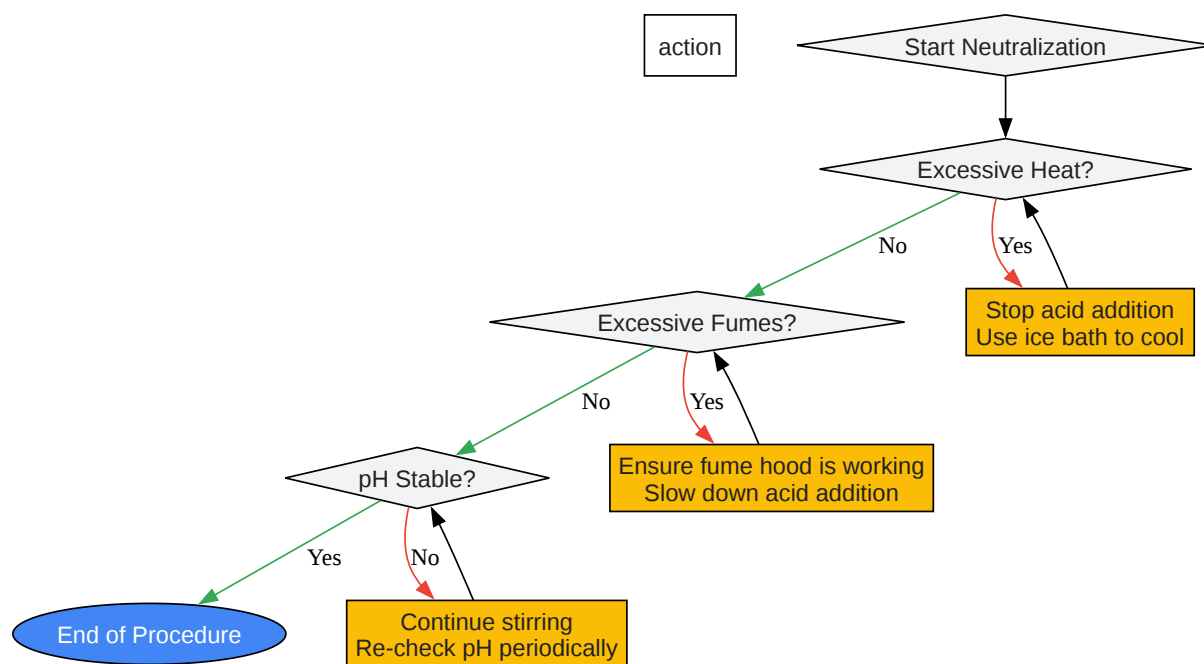 action
Start Neutralization
Excessive Heat?
No
Yes
Stop acid addition
Use ice bath to cool
Excessive Fumes?
No
Yes
Ensure fume hood is working
Slow down acid addition
pH Stable?
Yes
No
End of Procedure
Continue stirring
Re-check pH periodically